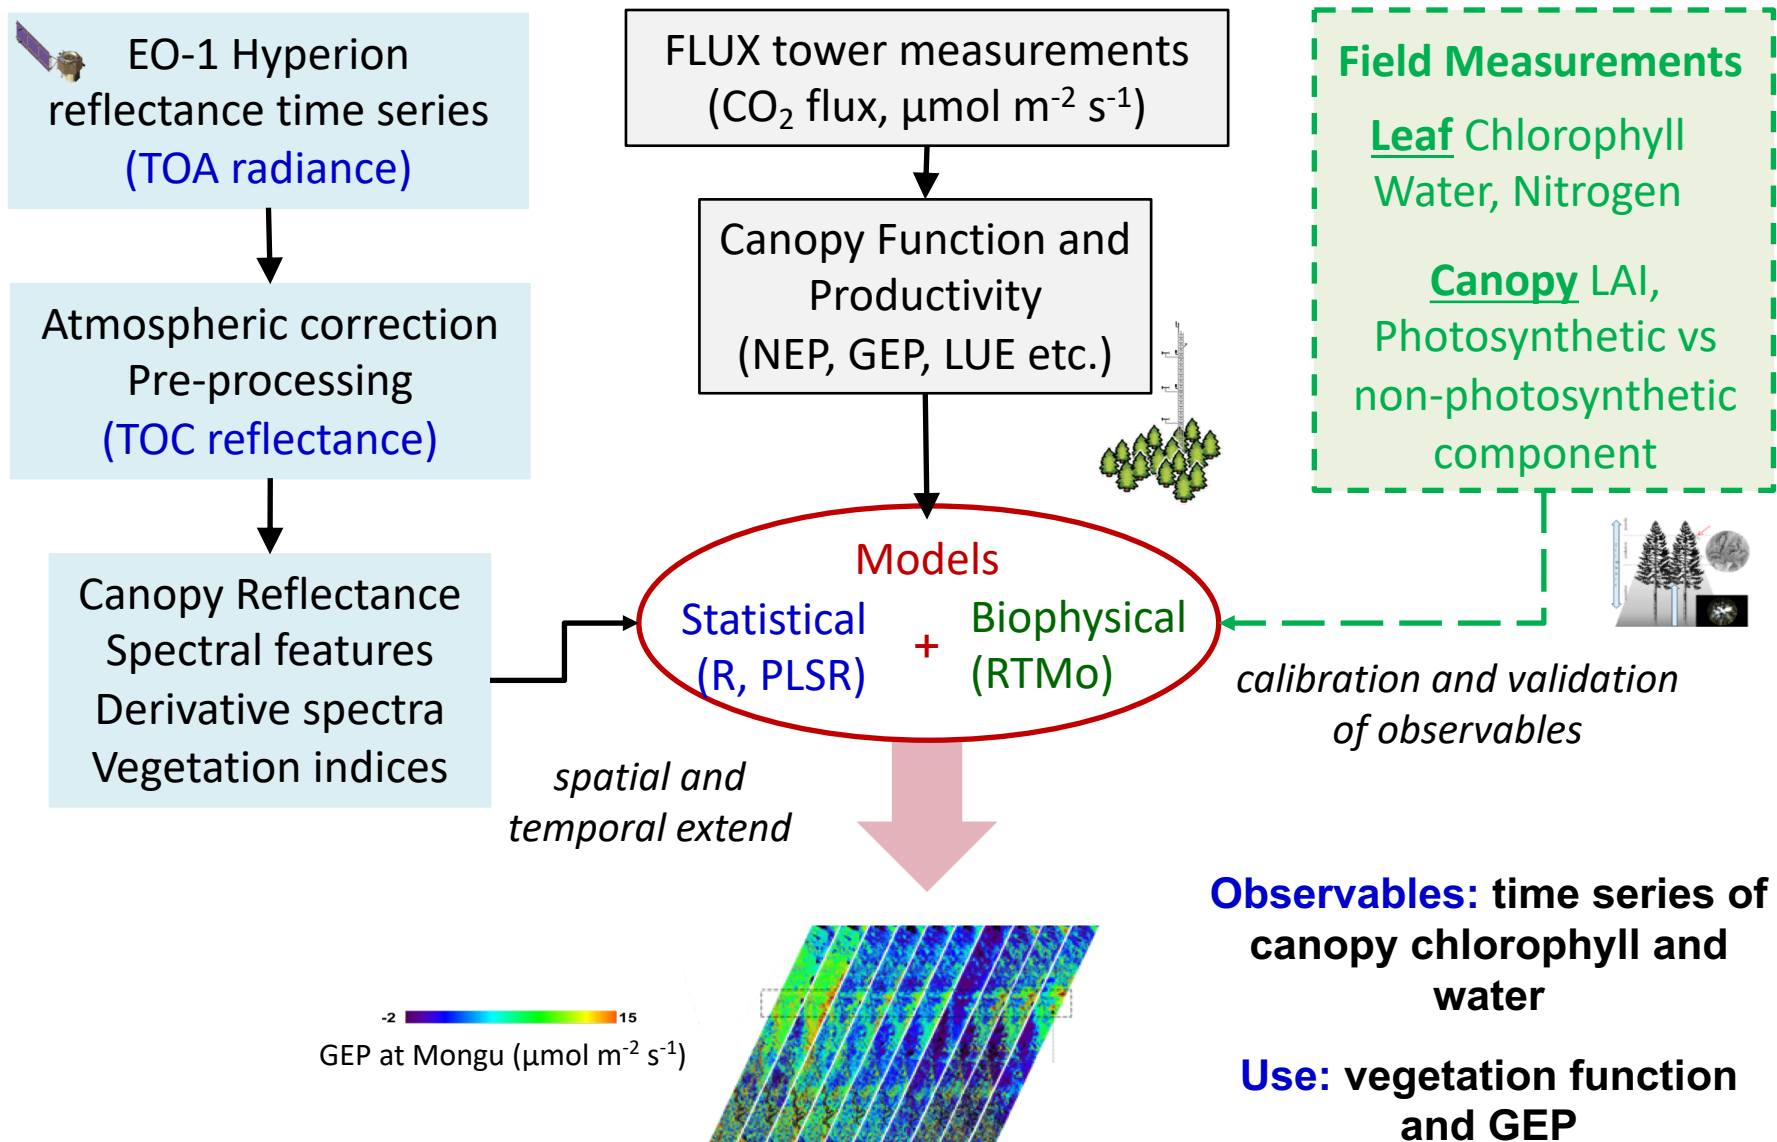 EO-1 Hyperion
reflectance time series
(TOA radiance)
Atmospheric correction
Pre-processing
(TOC reflectance)
Canopy Reflectance
Spectral features
Derivative spectra
Vegetation indices
FLUX tower measurements
(CO₂ flux, µmol m⁻² s⁻¹)
Canopy Function and
Productivity
(NEP, GEP, LUE etc.)
Field Measurements
Leaf Chlorophyll
Water, Nitrogen
Canopy LAI,
Photosynthetic vs
non-photosynthetic
component
Models
Statistical
(R, PLSR)
+
Biophysical
(RTMo)
calibration and validation
of observables
spatial and
temporal extend
-2 15
GEP at Mongu (µmol m⁻² s⁻¹)
Observables: time series of
canopy chlorophyll and
water
Use: vegetation function
and GEP